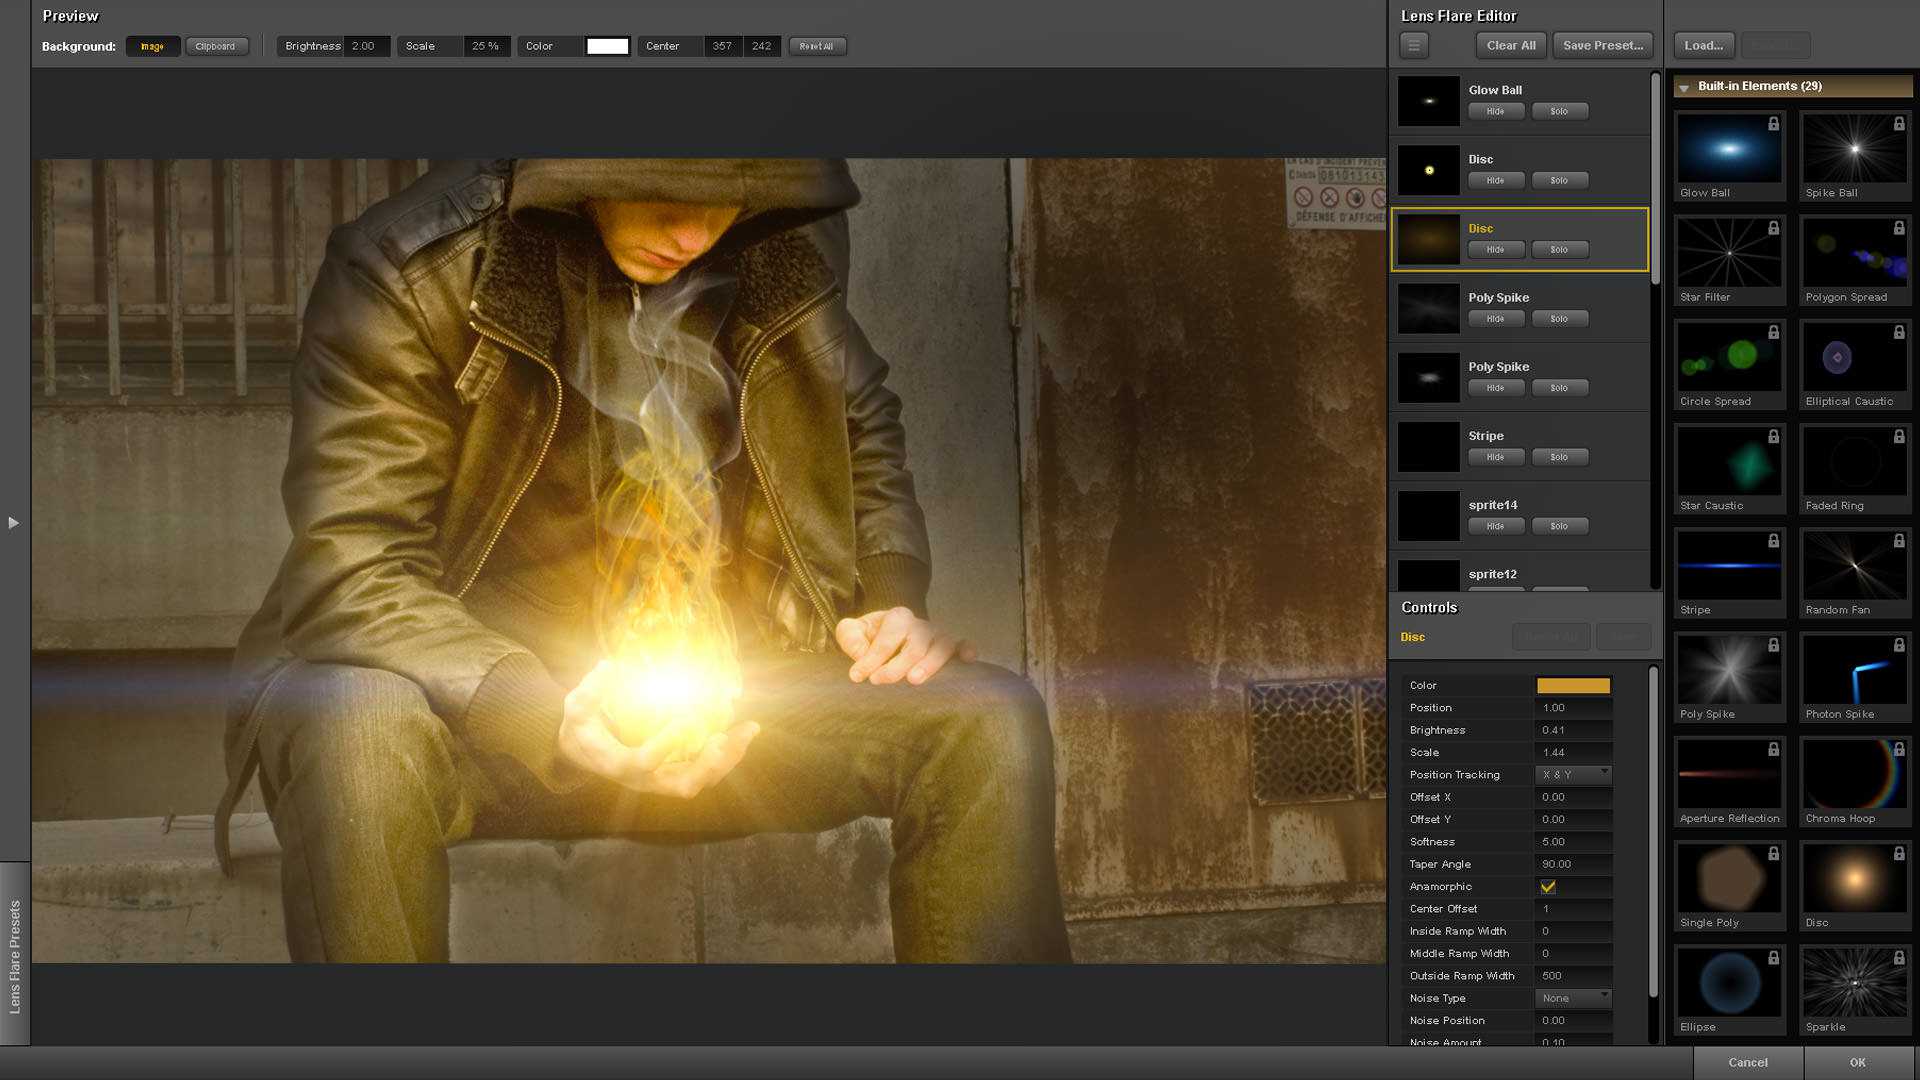 Preview
Background:
Image
Clipboard
Brightness 2.00
Scale 25 %
Color
Center 357 242
Reset All
Lens Flare Editor
Clear All
Save Preset...
Load...
Glow Ball
Hide Solo
Disc
Hide Solo
Disc
Hide Solo
Poly Spike
Hide Solo
Poly Spike
Hide Solo
Stripe
Hide Solo
sprite14
Hide Solo
sprite12
Controls
Disc
Color
Position 1.00
Brightness 0.41
Scale 1.44
Position Tracking X & Y
Offset X 0.00
Offset Y 0.00
Softness 5.00
Taper Angle 90.00
Anamorphic
Center Offset 1
Inside Ramp Width 0
Middle Ramp Width 0
Outside Ramp Width 500
Noise Type None
Noise Position 0.00
Noise Amount 0.10
Built-in Elements (29)
Glow Ball
Spike Ball
Star Filter
Polygon Spread
Circle Spread
Elliptical Caustic
Star Caustic
Faded Ring
Stripe
Random Fan
Poly Spike
Photon Spike
Aperture Reflection
Chroma Hoop
Single Poly
Disc
Ellipse
Sparkle
Lens Flare Presets
EN CAS D'INCIDENT PREVEN
081013143
DÉFENSE D'AFFICHE
Cancel
OK